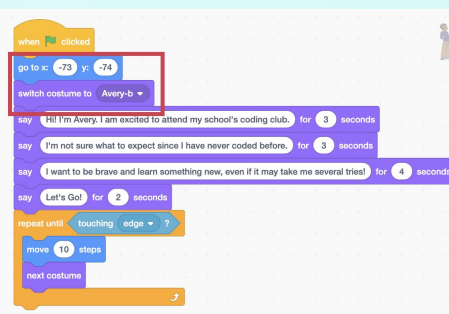 when clicked
go to x: -73 y: -74
switch costume to Avery-b
say Hi! I'm Avery. I am excited to attend my school's coding club. for 3 seconds
say I'm not sure what to expect since I have never coded before. for 3 seconds
say I want to be brave and learn something new, even if it may take me several tries! for 4 seconds
say Let's Go! for 2 seconds
repeat until touching edge ?
move 10 steps
next costume